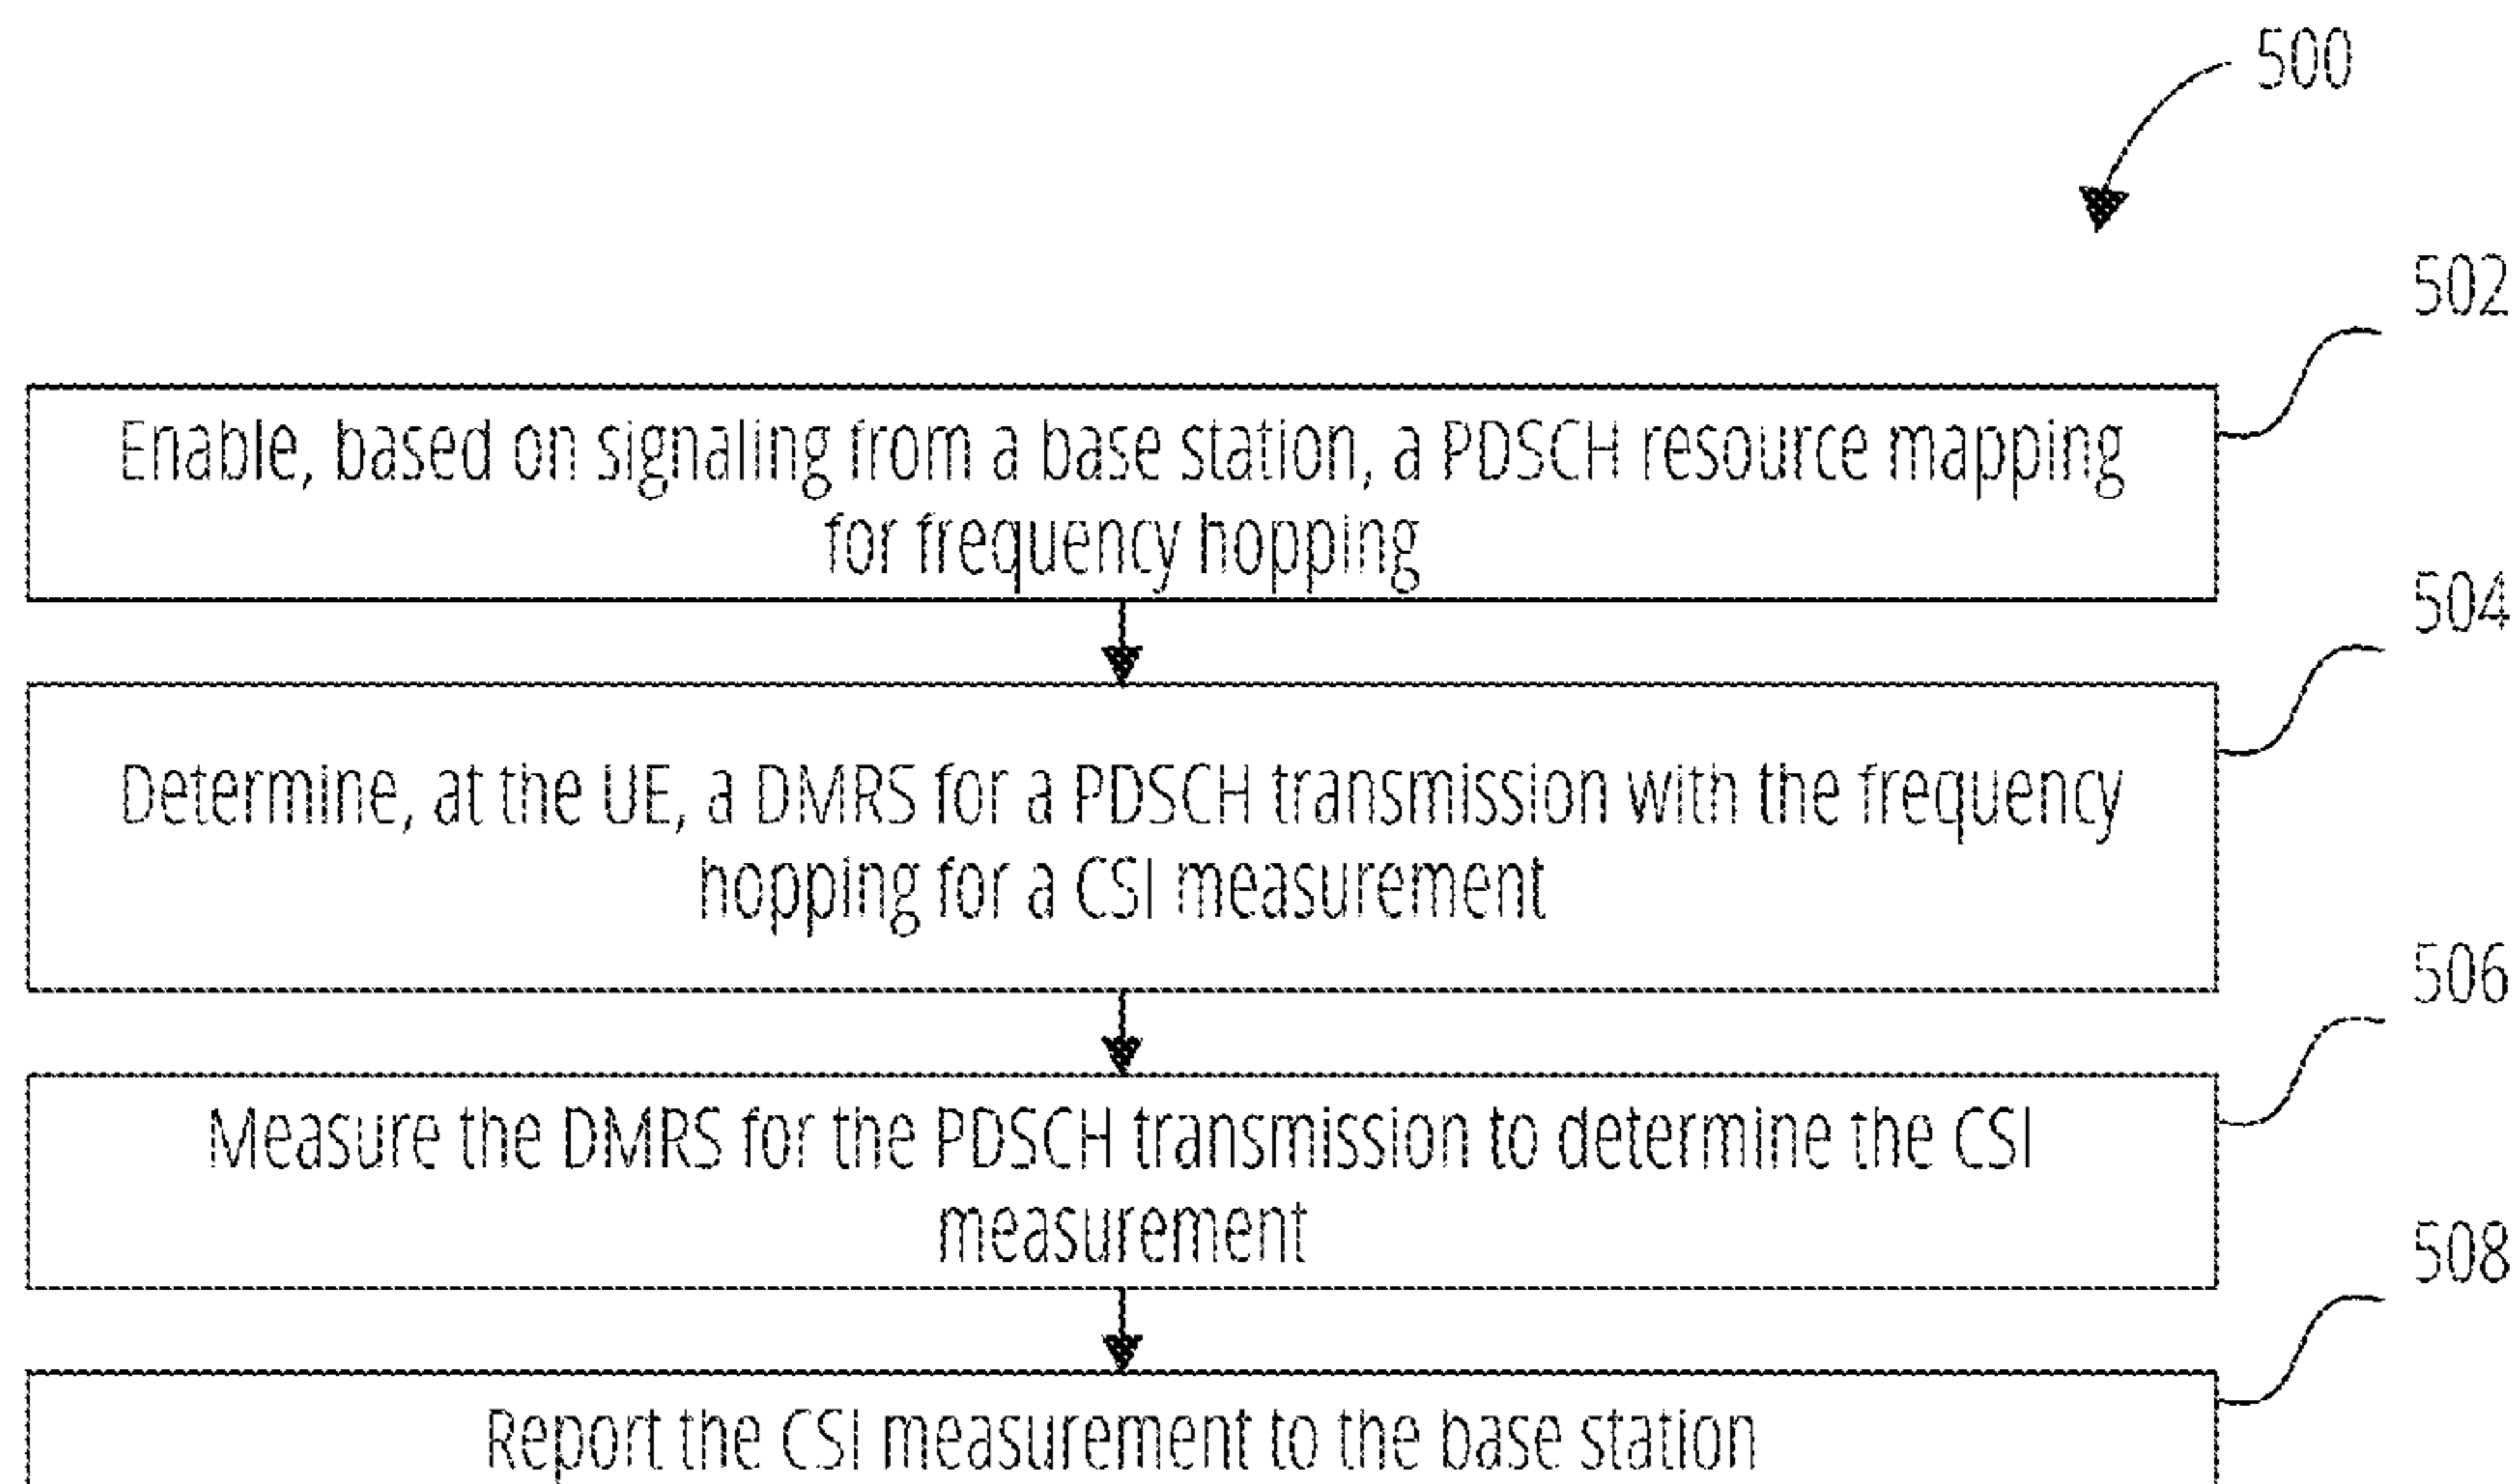 500
502
Enable, based on signaling from a base station, a PDSCH resource mapping
for frequency hopping
504
Determine, at the UE, a DMRS for a PDSCH transmission with the frequency
hopping for a CSI measurement
506
Measure the DMRS for the PDSCH transmission to determine the CSI
measurement
508
Report the CSI measurement to the base station